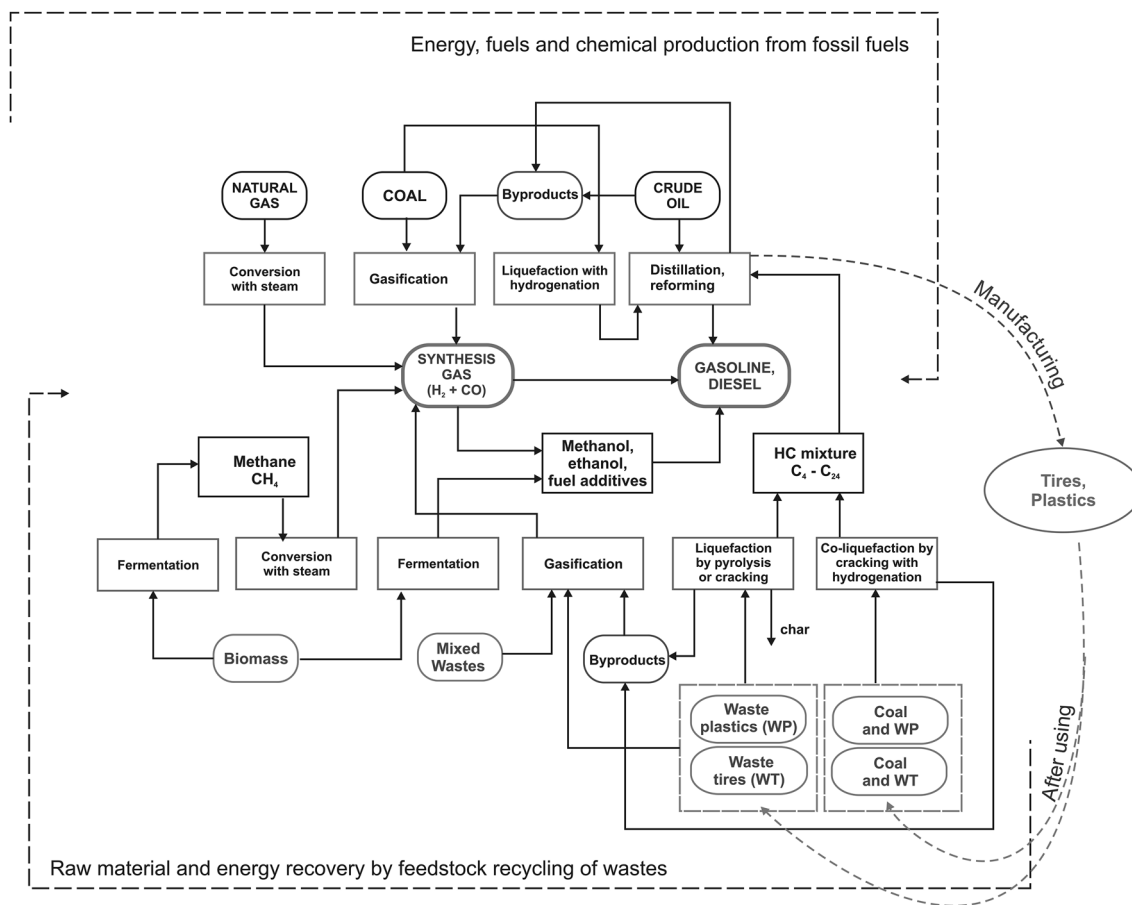 Energy, fuels and chemical production from fossil fuels
NATURAL
GAS
COAL
Byproducts
CRUDE
OIL
Conversion
with steam
Gasification
Liquefaction with
hydrogenation
Distillation,
reforming
Manufacturing
SYNTHESIS
GAS
(H₂ + CO)
GASOLINE,
DIESEL
Methane
CH₄
Methanol,
ethanol,
fuel additives
HC mixture
C₄ - C₂₄
Tires,
Plastics
Fermentation
Conversion
with steam
Fermentation
Gasification
Liquefaction
by pyrolysis
or cracking
Co-liquefaction by
cracking with
hydrogenation
char
Biomass
Mixed
Wastes
Byproducts
Waste
plastics (WP)
Waste
tires (WT)
Coal
and WP
Coal
and WT
After using
Raw material and energy recovery by feedstock recycling of wastes